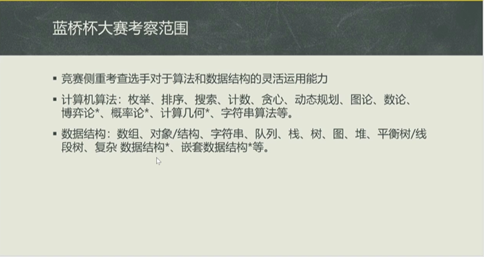 蓝桥杯大赛考察范围
▪ 竞赛侧重考查选手对于算法和数据结构的灵活运用能力
▪ 计算机算法：枚举、排序、搜索、计数、贪心、动态规划、图论、数论、
博弈论*、概率论*、计算几何*、字符串算法等。
▪ 数据结构：数组、对象/结构、字符串、队列、栈、树、图、堆、平衡树/线
段树、复杂 数据结构*、嵌套数据结构*等。